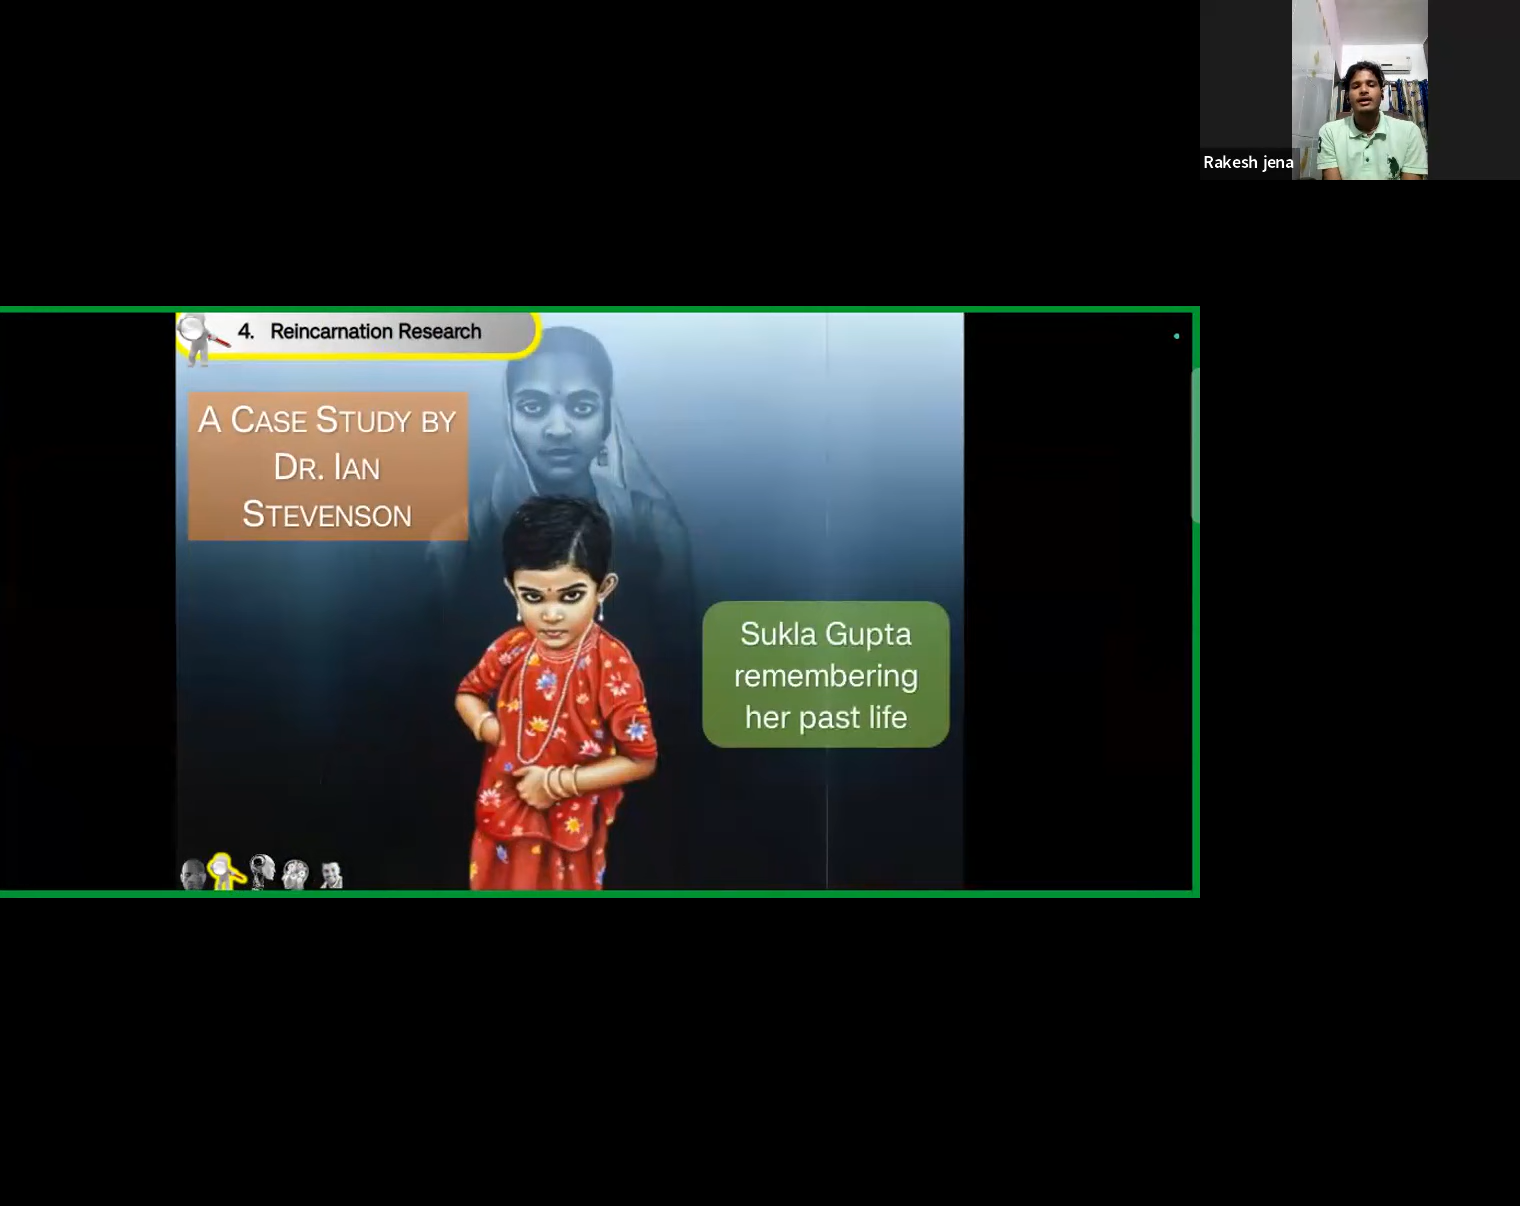 Rakesh jena
4. Reincarnation Research
A CASE STUDY BY
DR. IAN
STEVENSON
Sukla Gupta
remembering
her past life